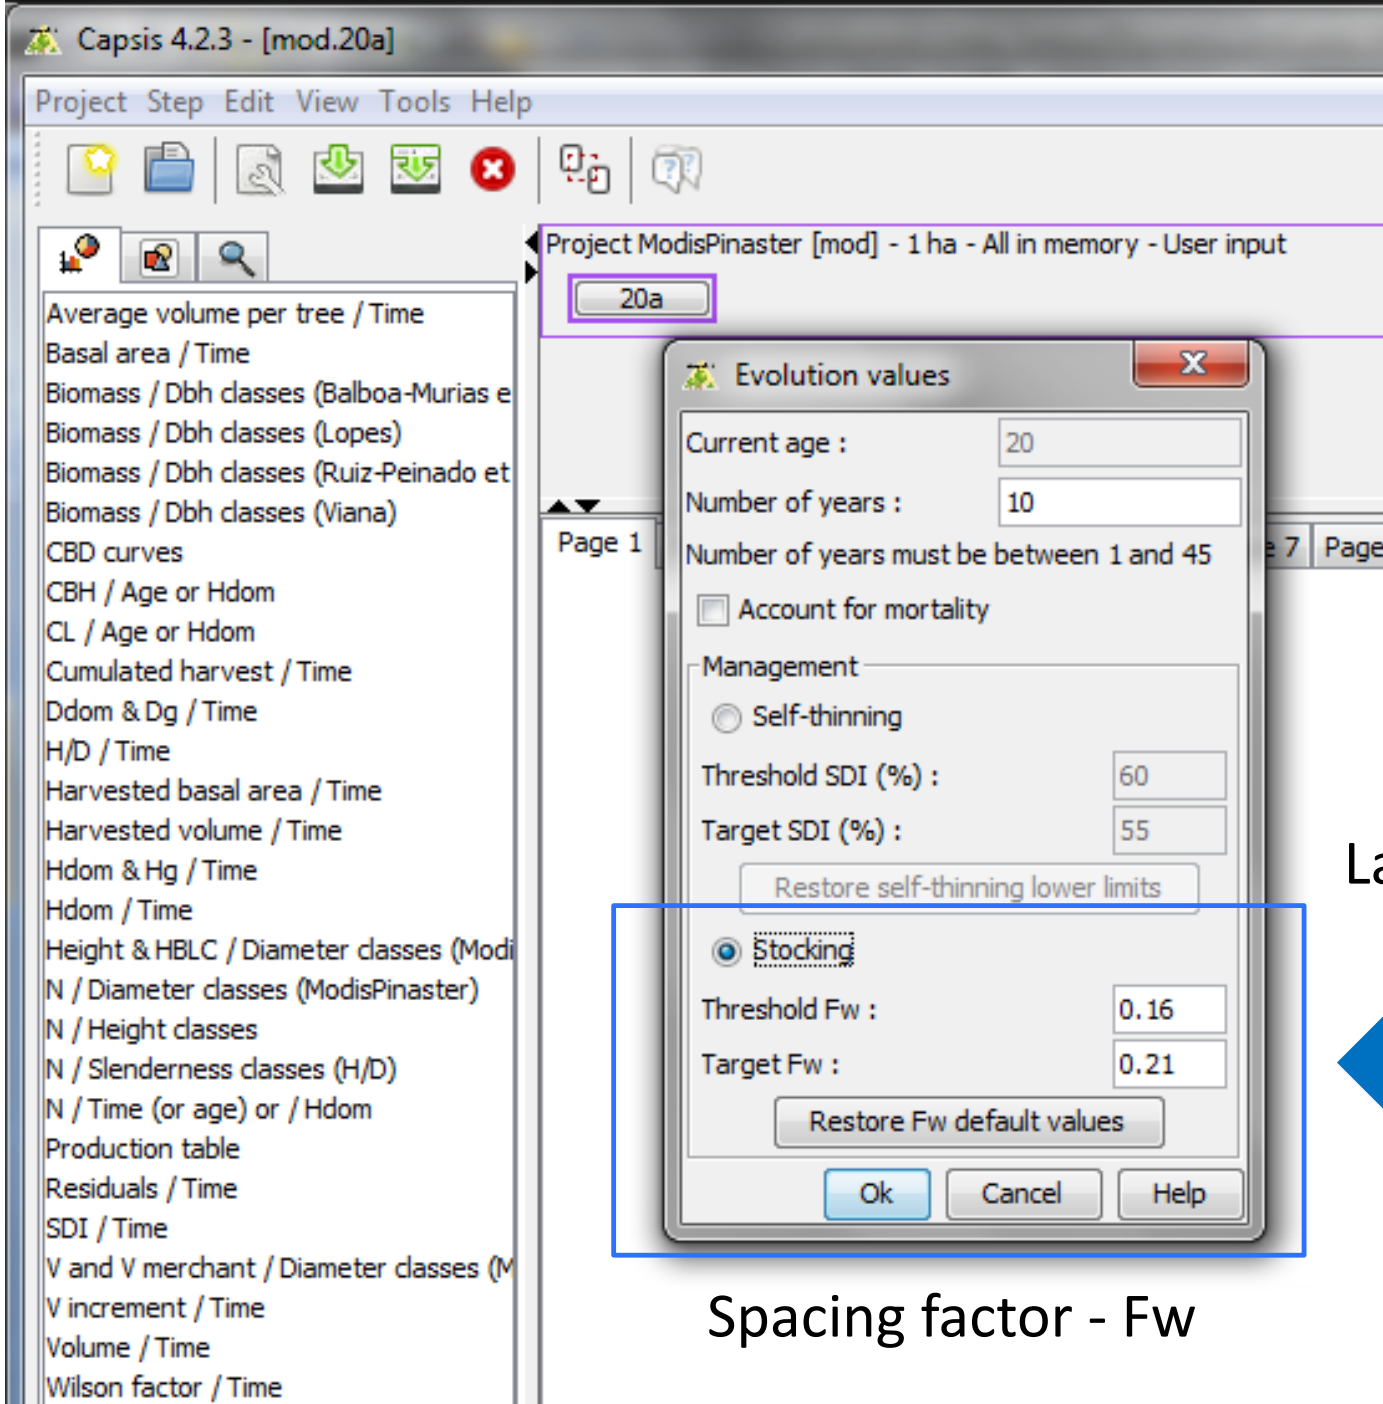 Capsis 4.2.3 - [mod.20a]
Project Step Edit View Tools Help
Project ModisPinaster [mod] - 1 ha - All in memory - User input
20a
Average volume per tree / Time
Basal area / Time
Biomass / Dbh classes (Balboa-Murias e
Biomass / Dbh classes (Lopes)
Biomass / Dbh classes (Ruiz-Peinado et
Biomass / Dbh classes (Viana)
CBD curves
CBH / Age or Hdom
CL / Age or Hdom
Cumulated harvest / Time
Ddom & Dg / Time
H/D / Time
Harvested basal area / Time
Harvested volume / Time
Hdom & Hg / Time
Hdom / Time
Height & HBLC / Diameter classes (Modi
N / Diameter classes (ModisPinaster)
N / Height classes
N / Slenderness classes (H/D)
N / Time (or age) or / Hdom
Production table
Residuals / Time
SDI / Time
V and V merchant / Diameter classes (M
V increment / Time
Volume / Time
Wilson factor / Time
Page 1
7 Page
Evolution values
Current age : 20
Number of years : 10
Number of years must be between 1 and 45
Account for mortality
Management
Self-thinning
Threshold SDI (%) : 60
Target SDI (%) : 55
Restore self-thinning lower limits
Stocking
Threshold Fw : 0.16
Target Fw : 0.21
Restore Fw default values
Ok Cancel Help
Spacing factor - Fw